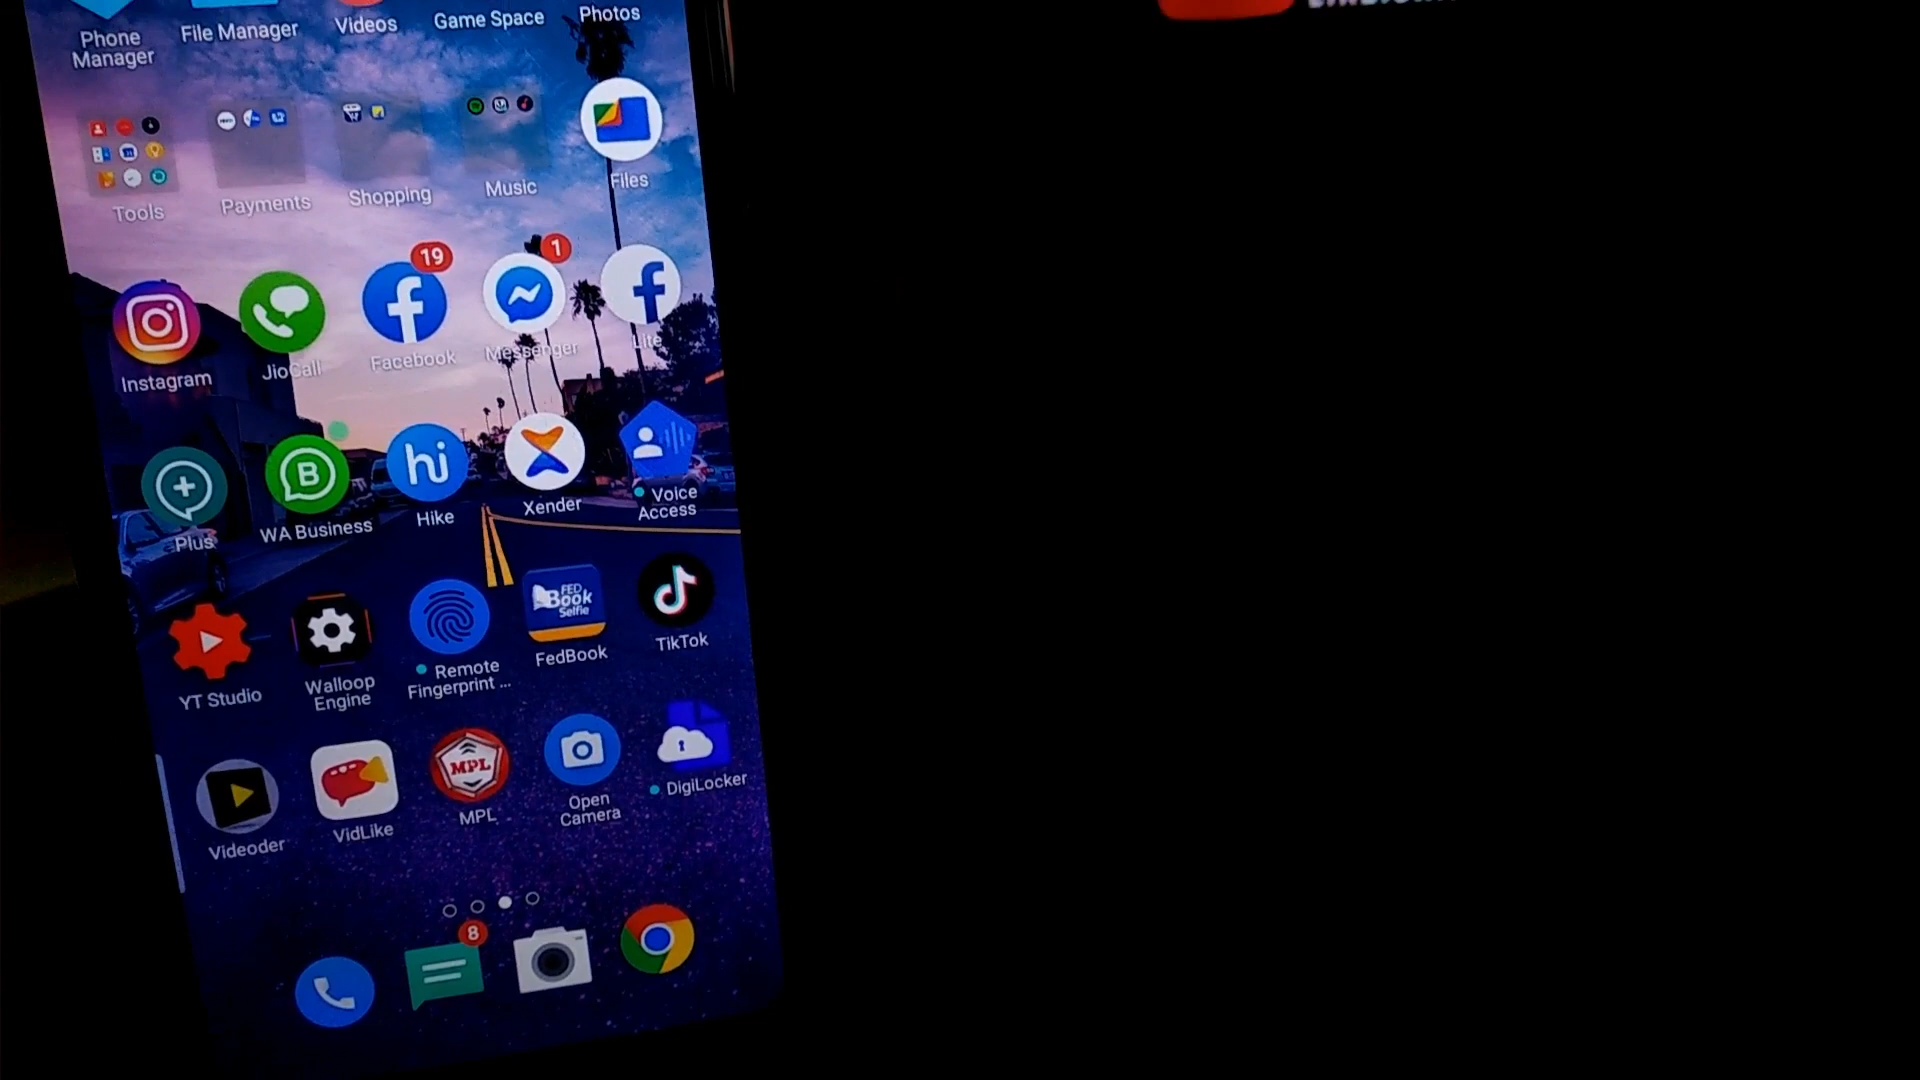 Phone
Manager
File Manager
Videos
Game Space
Photos
Tools
Payments
Shopping
Music
Files
19
1
Instagram
JioCall
Facebook
Messenger
Lite
B
hi
Plus
WA Business
Hike
Xender
Voice
Access
FED
Book
Selfie
YT Studio
Walloop
Engine
Remote
Fingerprint ...
FedBook
TikTok
MPL
Videoder
VidLike
MPL
Open
Camera
DigiLocker
8